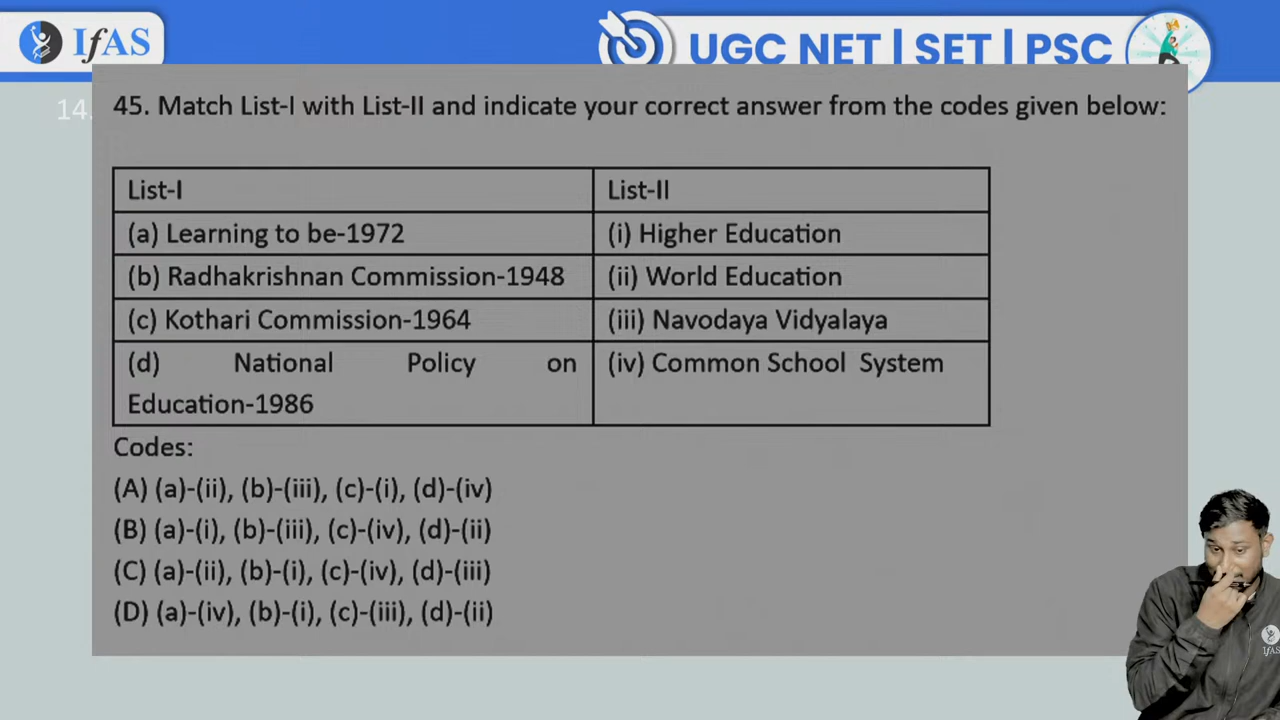 IfAS
UGC NET | SET | PSC
14.
45. Match List-I with List-II and indicate your correct answer from the codes given below:
List-I
List-II
(a) Learning to be-1972
(i) Higher Education
(b) Radhakrishnan Commission-1948
(ii) World Education
(c) Kothari Commission-1964
(iii) Navodaya Vidyalaya
(d) National Policy on
Education-1986
(iv) Common School System
Codes:
(A) (a)-(ii), (b)-(iii), (c)-(i), (d)-(iv)
(B) (a)-(i), (b)-(iii), (c)-(iv), (d)-(ii)
(C) (a)-(ii), (b)-(i), (c)-(iv), (d)-(iii)
(D) (a)-(iv), (b)-(i), (c)-(iii), (d)-(ii)
IfAS